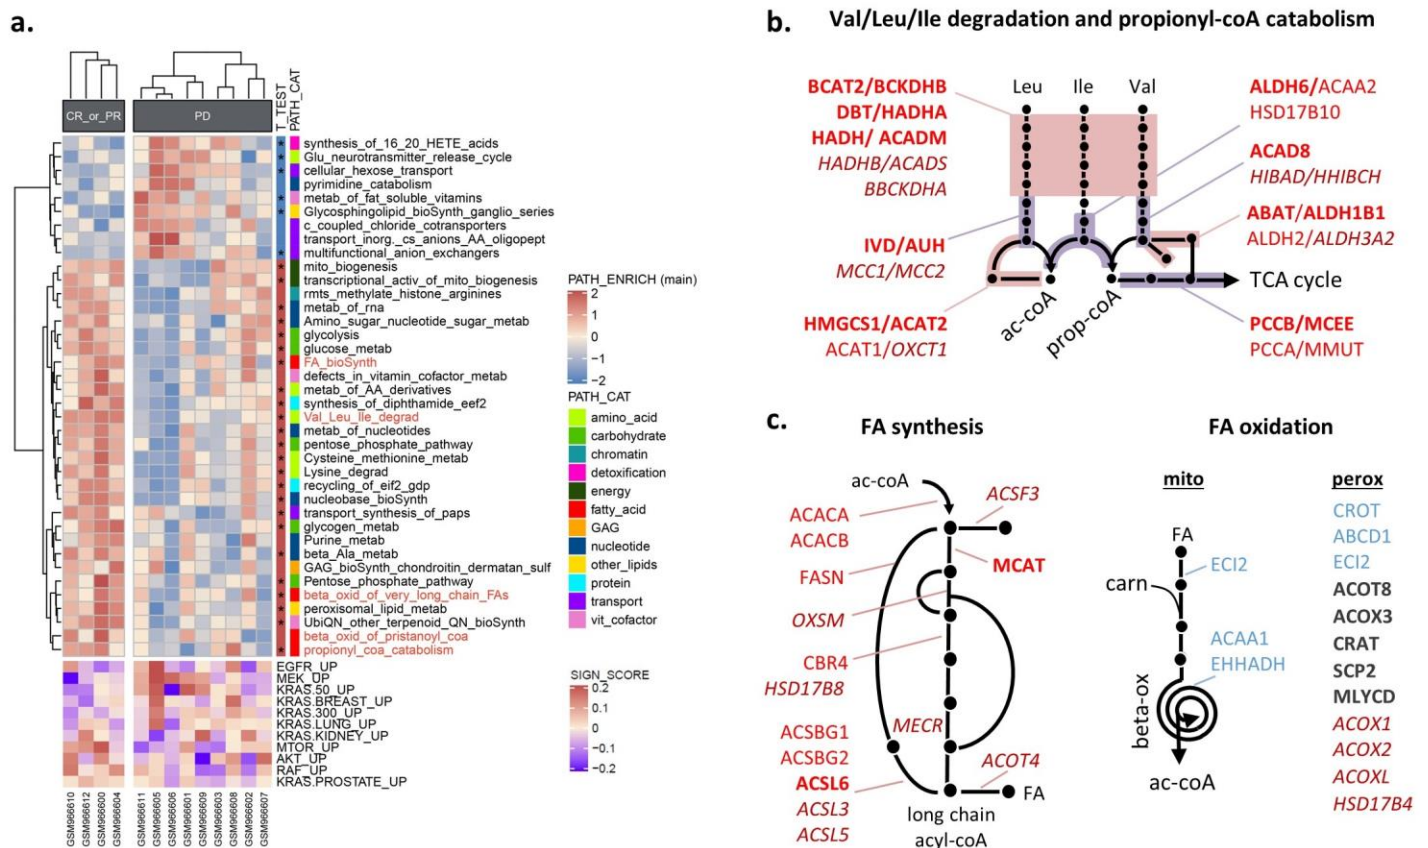 a.
CR_or_PR
PD
T_TEST
PATH_CAT
synthesis_of_16_20_HETE_acids
Glu_neurotransmitter_release_cycle
cellular_hexose_transport
pyrimidine_catabolism
metab_of_fat_soluble_vitamins
Glycosphingolipid_bioSynth_ganglio_series
c_coupled_chloride_cotransporters
transport_inorg._cs_anions_AA_oligopept
multifunctional_anion_exchangers
mito_biogenesis
transcriptional_activ_of_mito_biogenesis
rmts_methylate_histone_arginines
metab_of_rna
Amino_sugar_nucleotide_sugar_metab
glycolysis
glucose_metab
FA_bioSynth
defects_in_vitamin_cofactor_metab
metab_of_AA_derivatives
synthesis_of_diphthamide_eef2
Val_Leu_Ile_degrad
metab_of_nucleotides
pentose_phosphate_pathway
Cysteine_methionine_metab
Lysine_degrad
recycling_of_eif2_gdp
nucleobase_bioSynth
transport_synthesis_of_paps
glycogen_metab
Purine_metab
beta_Ala_metab
GAG_bioSynth_chondroitin_dermatan_sulf
Pentose_phosphate_pathway
beta_oxid_of_very_long_chain_FAs
peroxisomal_lipid_metab
UbiQN_other_terpenoid_QN_bioSynth
beta_oxid_of_pristanoyl_coa
propionyl_coa_catabolism
EGFR_UP
MEK_UP
KRAS.50_UP
KRAS.BREAST_UP
KRAS.300_UP
KRAS.LUNG_UP
KRAS.KIDNEY_UP
MTOR_UP
AKT_UP
RAF_UP
KRAS.PROSTATE_UP
GSM966610
GSM966612
GSM966600
GSM966604
GSM966611
GSM966605
GSM966606
GSM966601
GSM966609
GSM966603
GSM966608
GSM966602
GSM966607
PATH_ENRICH (main)
2
1
0
−1
−2
PATH_CAT
amino_acid
carbohydrate
chromatin
detoxification
energy
fatty_acid
GAG
nucleotide
other_lipids
protein
transport
vit_cofactor
SIGN_SCORE
0.2
0.1
0
−0.1
−0.2
b.
Val/Leu/Ile degradation and propionyl-coA catabolism
BCAT2/BCKDHB
DBT/HADHA
HADH/ ACADM
HADHB/ACADS
BBCKDHA
IVD/AUH
MCC1/MCC2
HMGCS1/ACAT2
ACAT1/OXCT1
Leu
Ile
Val
ac-coA
prop-coA
ALDH6/ACAA2
HSD17B10
ACAD8
HIBAD/HHIBCH
ABAT/ALDH1B1
ALDH2/ALDH3A2
TCA cycle
PCCB/MCEE
PCCA/MMUT
c.
FA synthesis
ac-coA
ACSF3
ACACA
ACACB
MCAT
FASN
OXSM
CBR4
HSD17B8
MECR
ACSBG1
ACSBG2
ACSL6
ACSL3
ACSL5
ACOT4
FA
long chain
acyl-coA
FA oxidation
mito
FA
ECI2
carn
ACAA1
EHHADH
beta-ox
ac-coA
perox
CROT
ABCD1
ECI2
ACOT8
ACOX3
CRAT
SCP2
MLYCD
ACOX1
ACOX2
ACOXL
HSD17B4